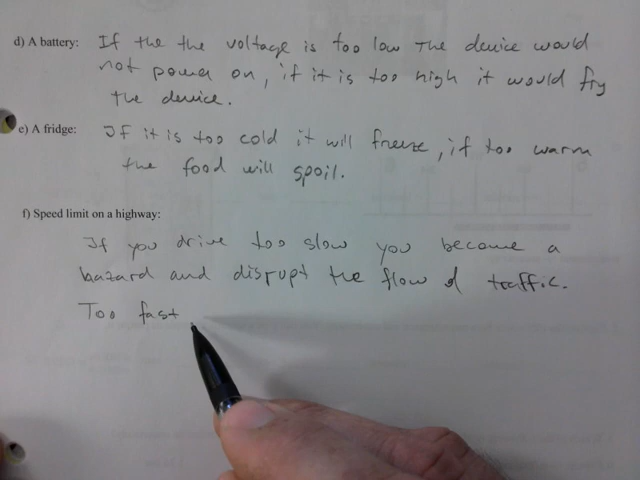 d) A battery: If the the voltage is too low The device would
not power on, if it is too high it would fry
the device.
e) A fridge: If it is too cold it will freeze, if too warm
the food will spoil.
f) Speed limit on a highway:
If you drive too slow you become a
hazard and disrupt the flow of traffic.
Too fast